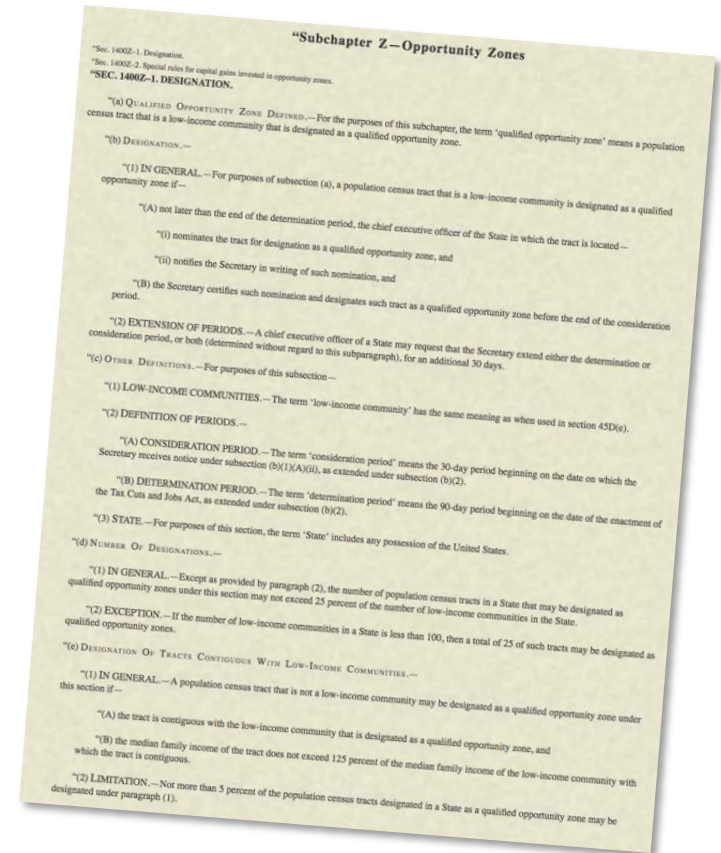 “Subchapter Z—Opportunity Zones
“Sec. 1400Z–1. Designation.
“Sec. 1400Z–2. Special rules for capital gains invested in opportunity zones.
“SEC. 1400Z–1. DESIGNATION.
“(a) QUALIFIED OPPORTUNITY ZONE DEFINED.—For the purposes of this subchapter, the term ‘qualified opportunity zone’ means a population
census tract that is a low-income community that is designated as a qualified opportunity zone.
“(b) DESIGNATION.—
“(1) IN GENERAL.—For purposes of subsection (a), a population census tract that is a low-income community is designated as a qualified
opportunity zone if—
“(A) not later than the end of the determination period, the chief executive officer of the State in which the tract is located—
“(i) nominates the tract for designation as a qualified opportunity zone, and
“(ii) notifies the Secretary in writing of such nomination, and
“(B) the Secretary certifies such nomination and designates such tract as a qualified opportunity zone before the end of the consideration
period.
“(2) EXTENSION OF PERIODS.—A chief executive officer of a State may request that the Secretary extend either the determination or
consideration period, or both (determined without regard to this subparagraph), for an additional 30 days.
“(c) OTHER DEFINITIONS.—For purposes of this subsection—
“(1) LOW-INCOME COMMUNITIES.—The term ‘low-income community’ has the same meaning as when used in section 45D(e).
“(2) DEFINITION OF PERIODS.—
“(A) CONSIDERATION PERIOD.—The term ‘consideration period’ means the 30-day period beginning on the date on which the
Secretary receives notice under subsection (b)(1)(A)(ii), as extended under subsection (b)(2).
“(B) DETERMINATION PERIOD.—The term ‘determination period’ means the 90-day period beginning on the date of the enactment of
the Tax Cuts and Jobs Act, as extended under subsection (b)(2).
“(3) STATE.—For purposes of this section, the term ‘State’ includes any possession of the United States.
“(d) NUMBER OF DESIGNATIONS.—
“(1) IN GENERAL.—Except as provided by paragraph (2), the number of population census tracts in a State that may be designated as
qualified opportunity zones under this section may not exceed 25 percent of the number of low-income communities in the State.
“(2) EXCEPTION.—If the number of low-income communities in a State is less than 100, then a total of 25 of such tracts may be designated as
qualified opportunity zones.
“(e) DESIGNATION OF TRACTS CONTIGUOUS WITH LOW-INCOME COMMUNITIES.—
“(1) IN GENERAL.—A population census tract that is not a low-income community may be designated as a qualified opportunity zone under
this section if—
“(A) the tract is contiguous with the low-income community that is designated as a qualified opportunity zone, and
“(B) the median family income of the tract does not exceed 125 percent of the median family income of the low-income community with
which the tract is contiguous.
“(2) LIMITATION.—Not more than 5 percent of the population census tracts designated in a State as a qualified opportunity zone may be
designated under paragraph (1).